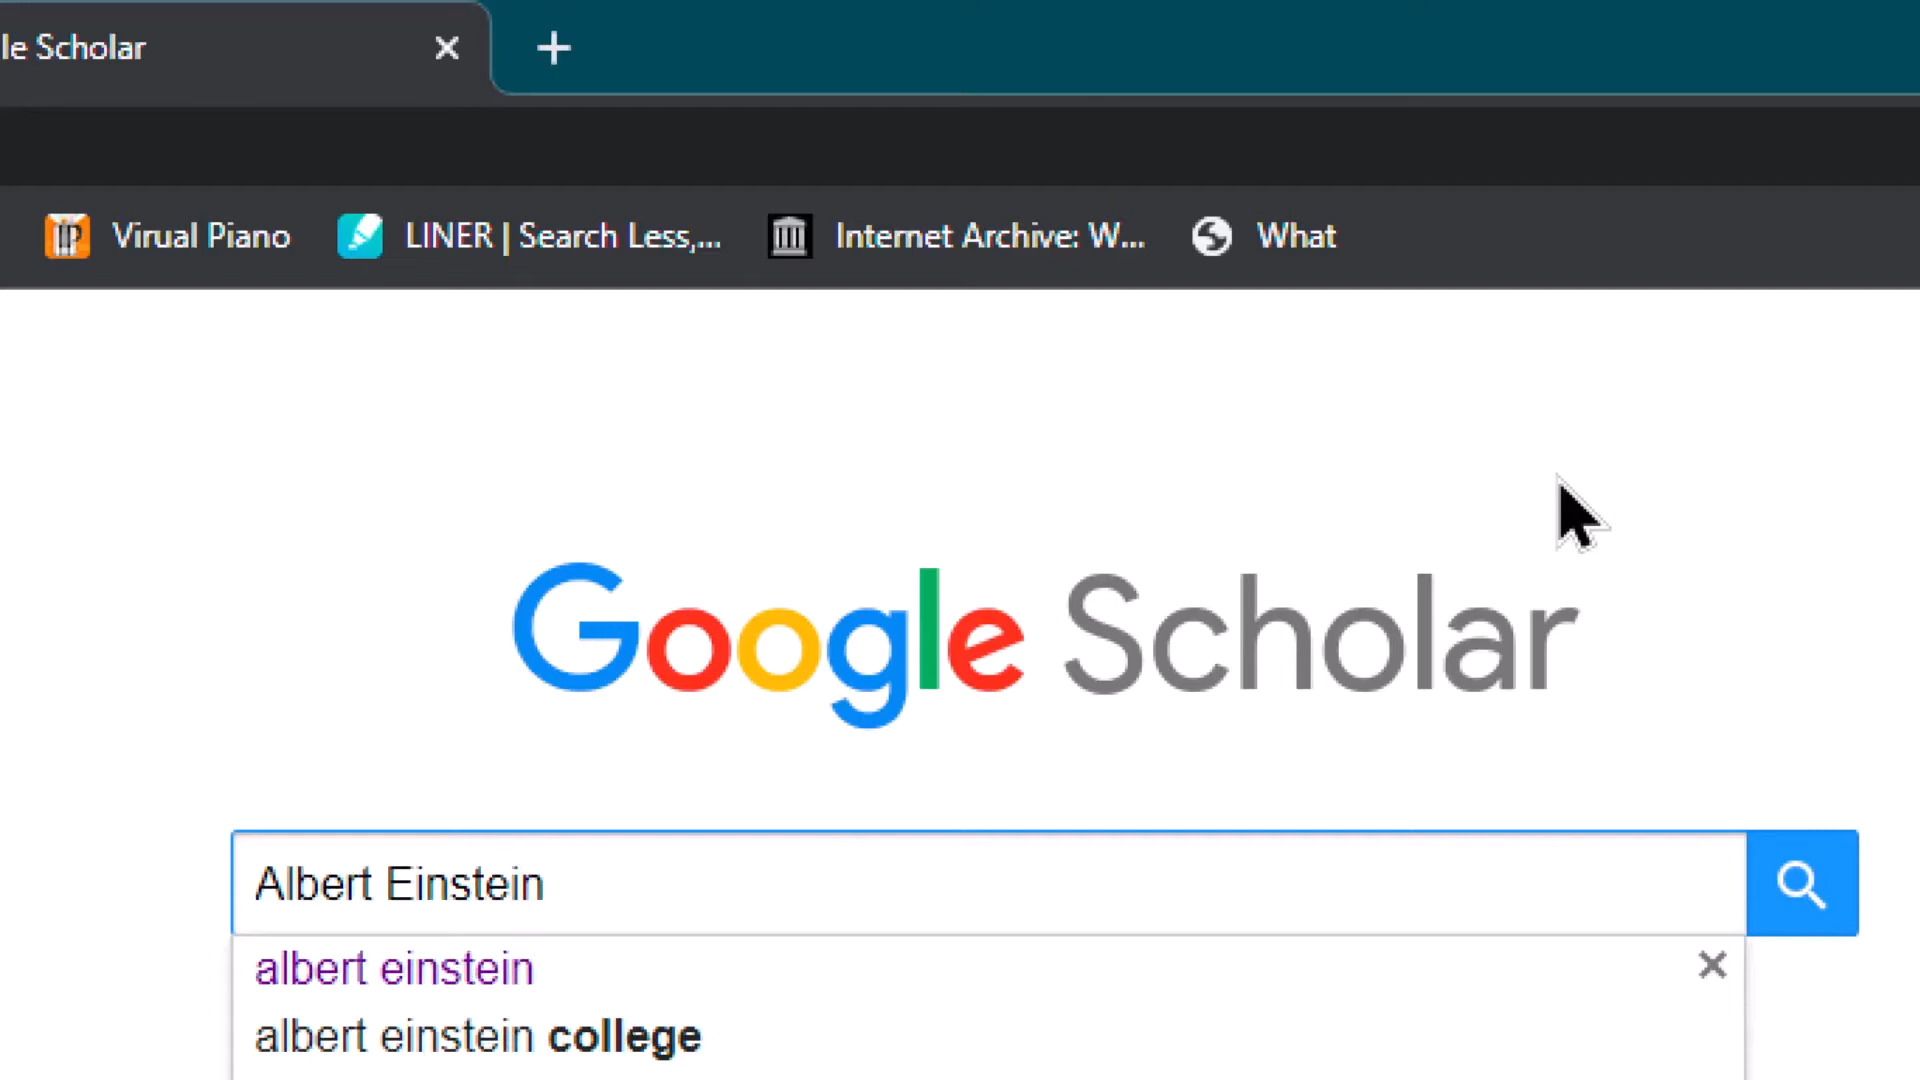 le Scholar
Virual Piano
LINER | Search Less,...
Internet Archive: W...
What
Google Scholar
Albert Einstein
albert einstein
albert einstein college